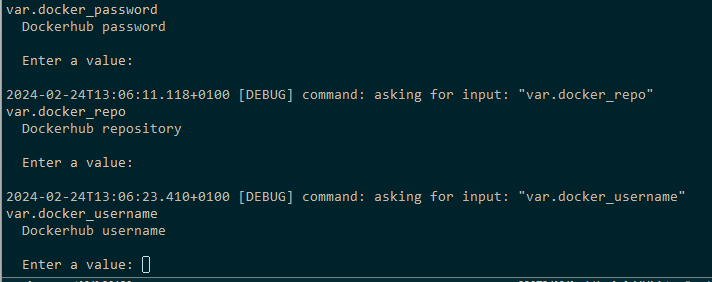 var.docker_password
Dockerhub password
Enter a value:
2024-02-24T13:06:11.118+0100 [DEBUG] command: asking for input: "var.docker_repo"
var.docker_repo
Dockerhub repository
Enter a value:
2024-02-24T13:06:23.410+0100 [DEBUG] command: asking for input: "var.docker_username"
var.docker_username
Dockerhub username
Enter a value: